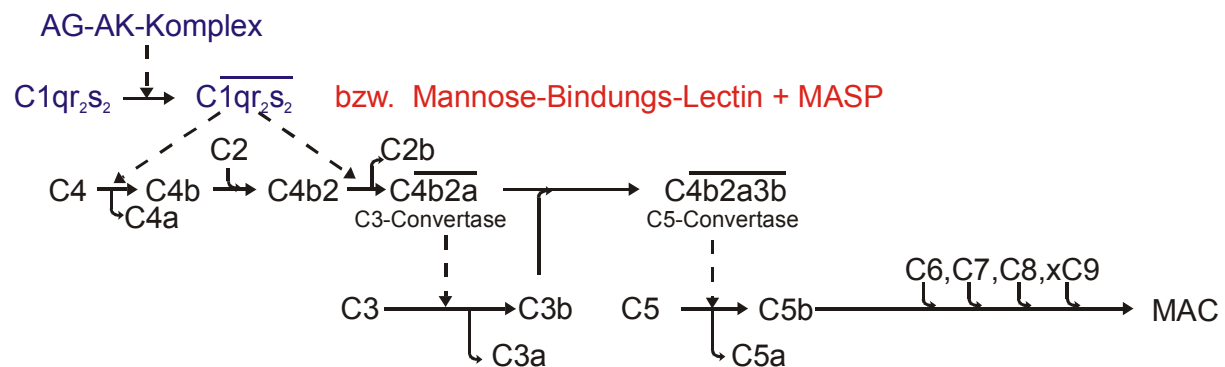 AG-AK-Komplex
C1qr₂s₂ C1qr₂s₂ bzw. Mannose-Bindungs-Lectin + MASP
C2 C2b
C4 C4b C4b2 C4b2a C4b2a3b
C4a C3-Convertase C5-Convertase
C6,C7,C8,xC9
C3 C3b C5 C5b MAC
C3a C5a